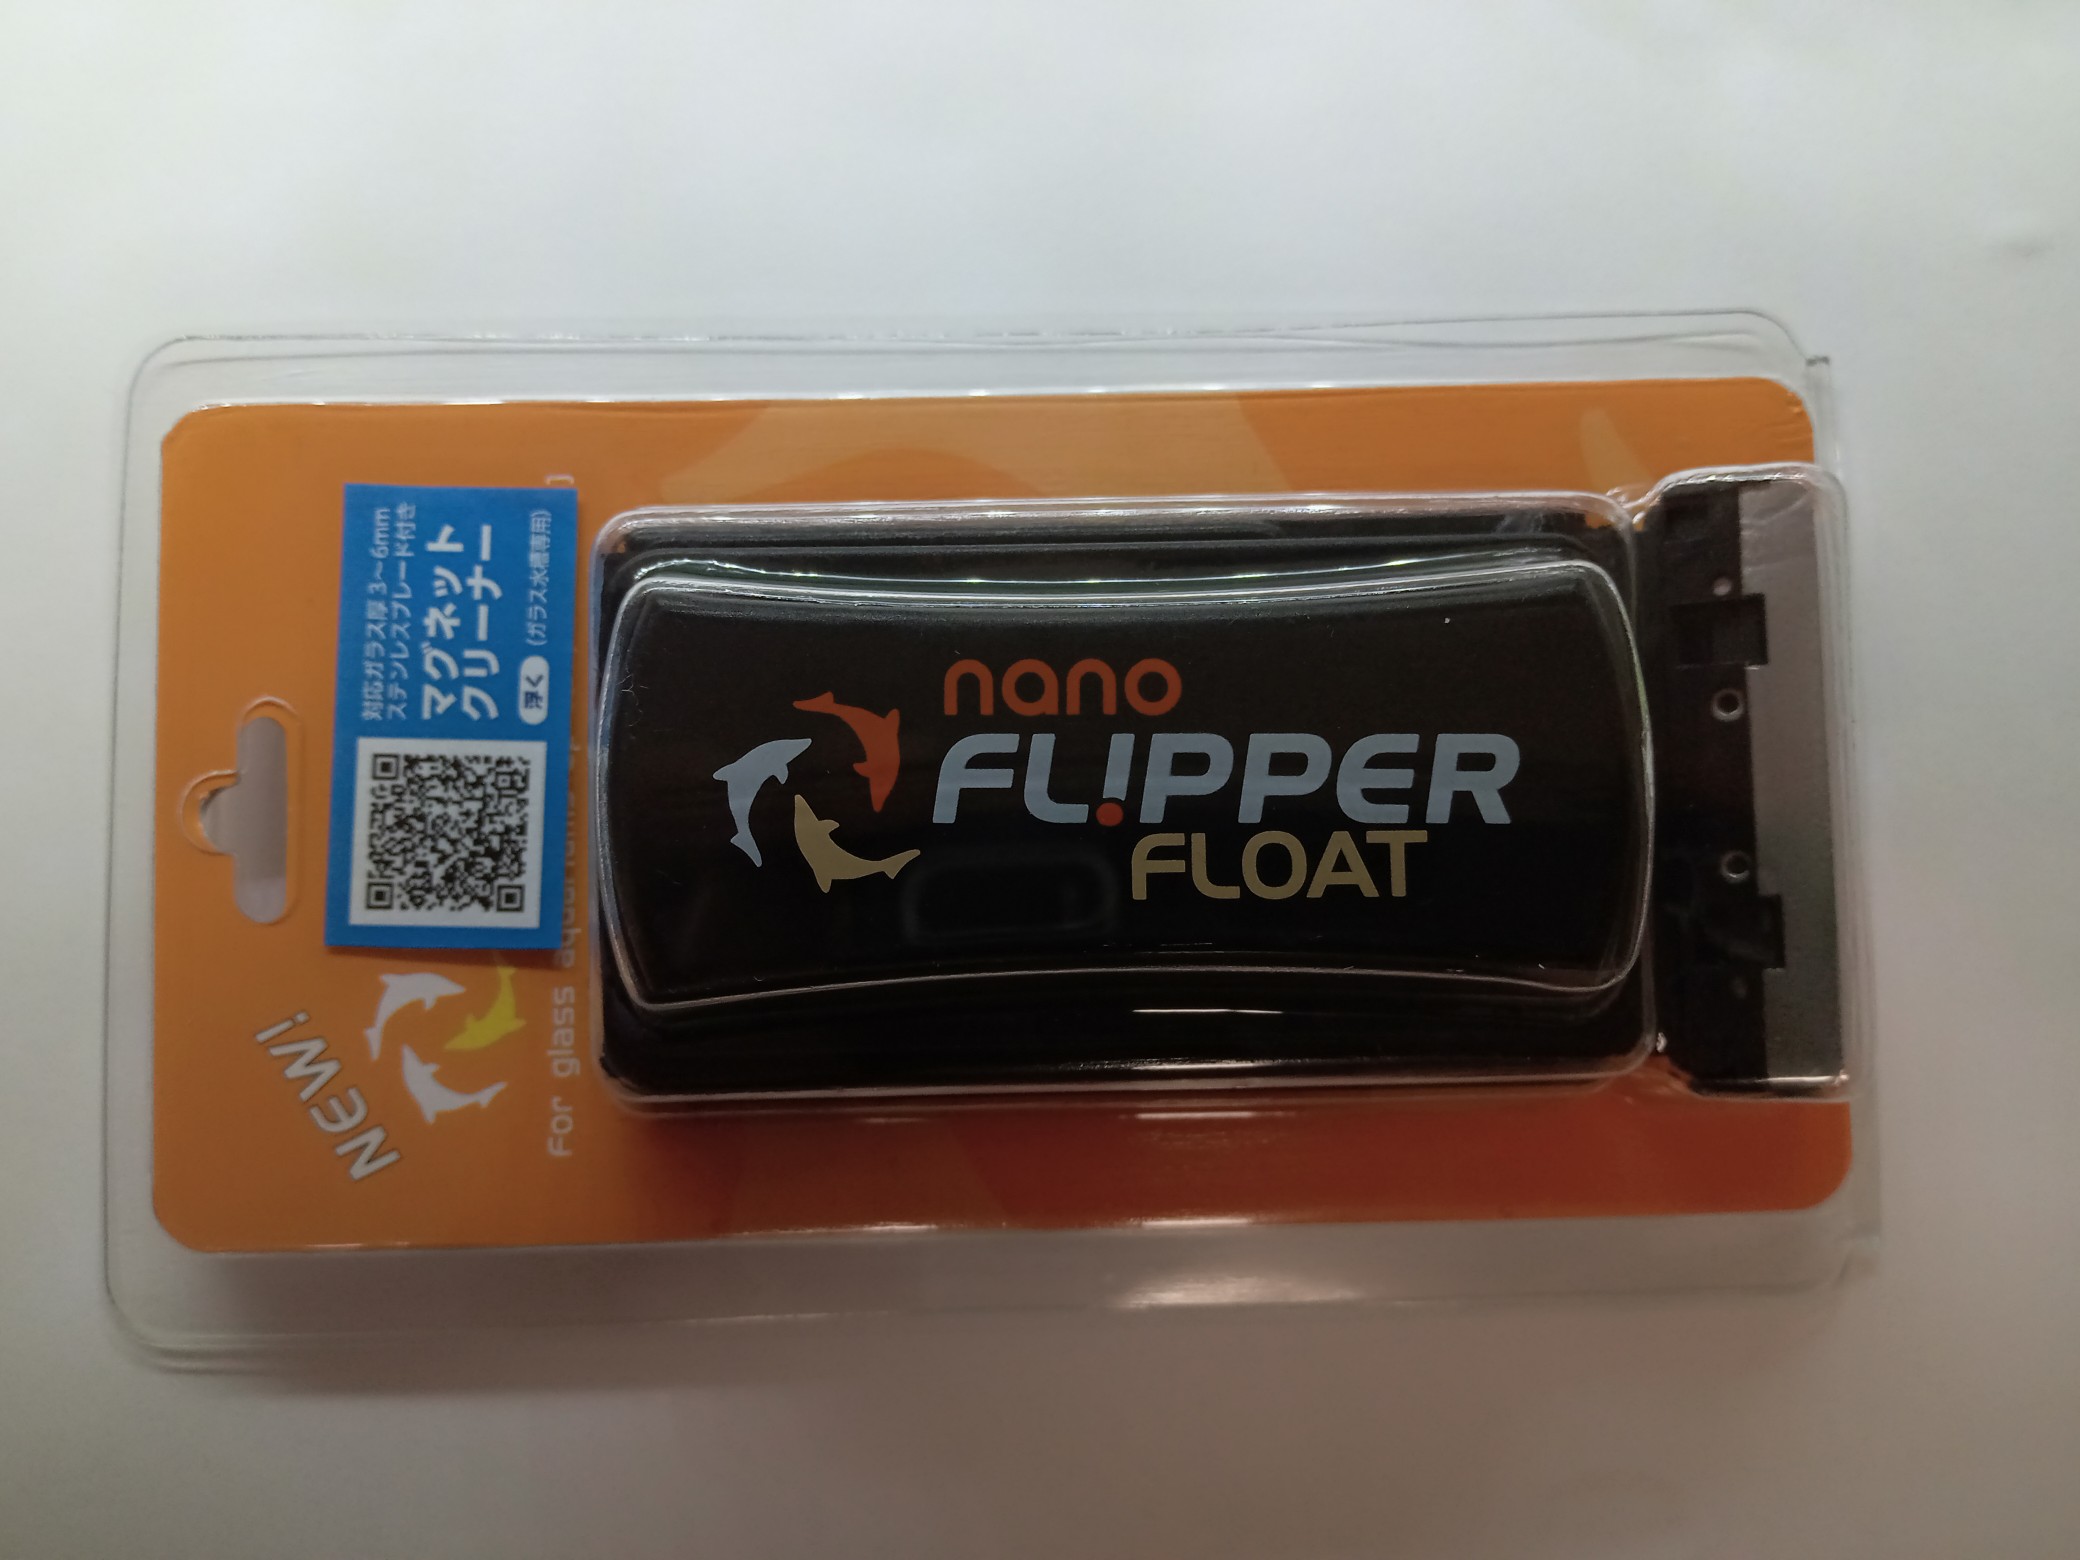 nano
FL!PPER
FLOAT
対応ガラス厚 3～6mm
ステンレスブレード付き
マグネット
クリーナー
浮く (ガラス水槽専用)
NEW!
For glass